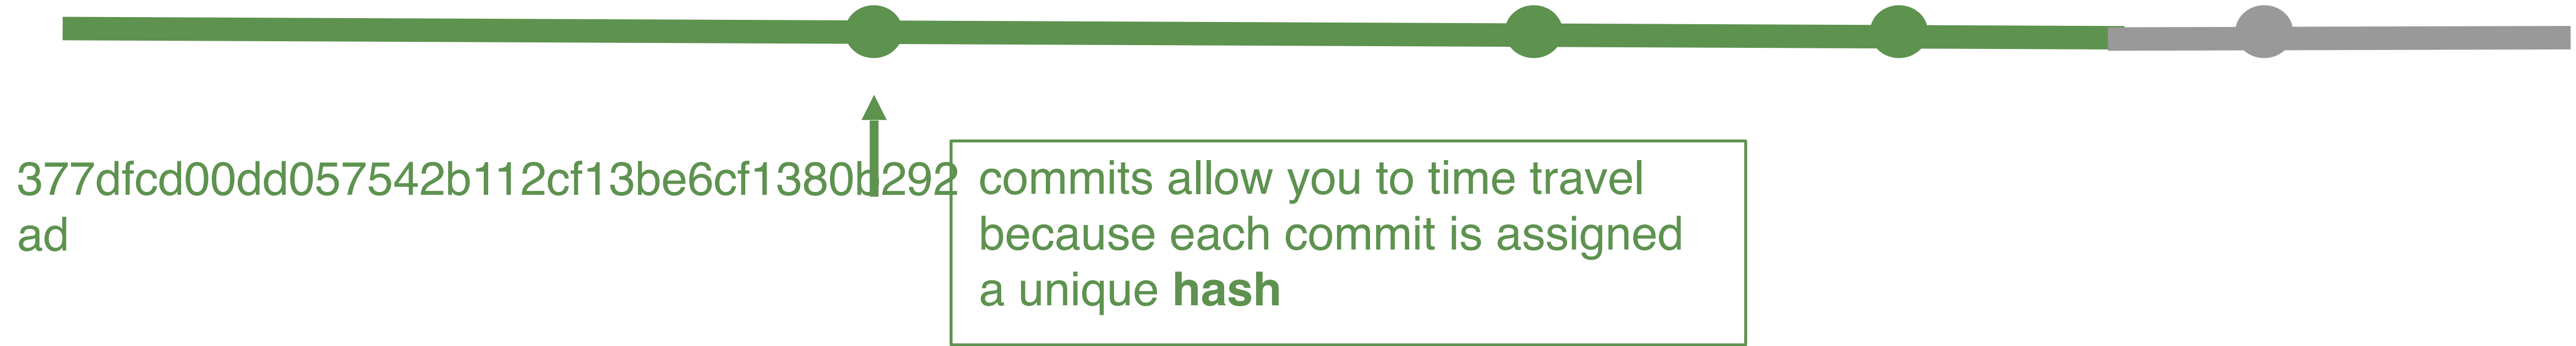 377dfcd00dd057542b112cf13be6cf1380b292
ad
commits allow you to time travel
because each commit is assigned
a unique hash